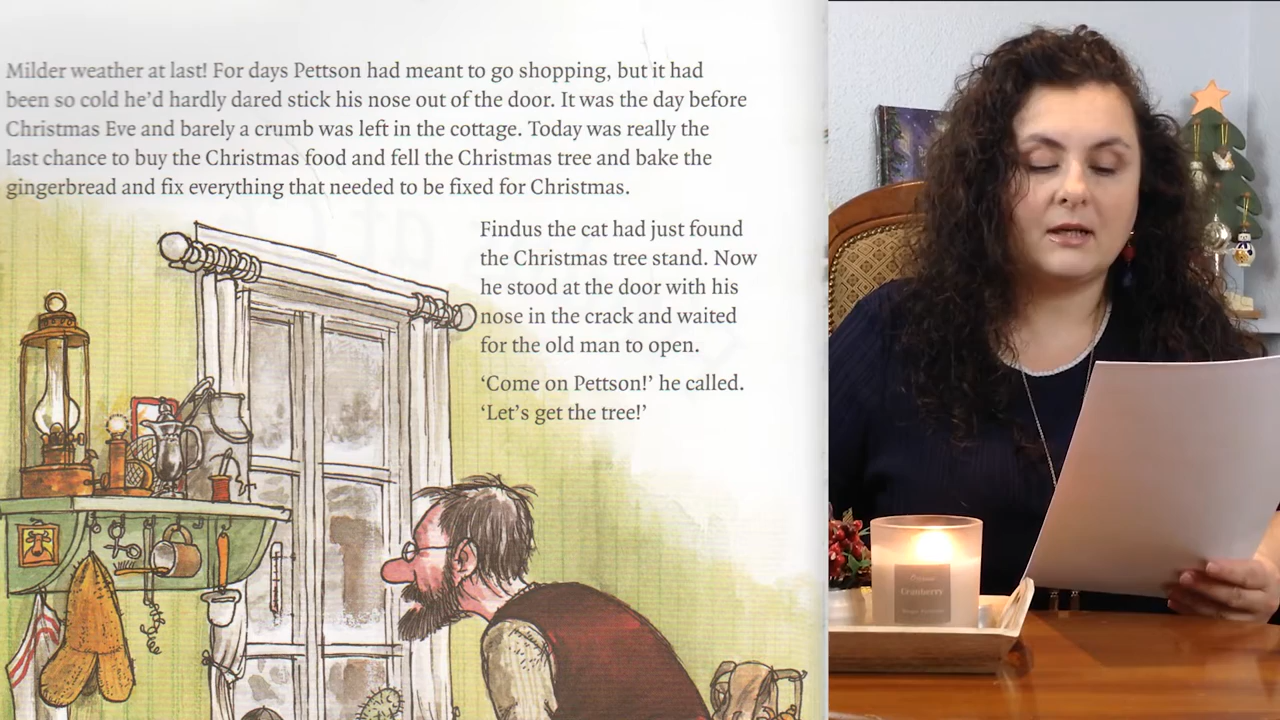 Milder weather at last! For days Pettson had meant to go shopping, but it had
been so cold he’d hardly dared stick his nose out of the door. It was the day before
Christmas Eve and barely a crumb was left in the cottage. Today was really the
last chance to buy the Christmas food and fell the Christmas tree and bake the
gingerbread and fix everything that needed to be fixed for Christmas.
Findus the cat had just found
the Christmas tree stand. Now
he stood at the door with his
nose in the crack and waited
for the old man to open.
‘Come on Pettson!’ he called.
‘Let’s get the tree!’
Cranberry